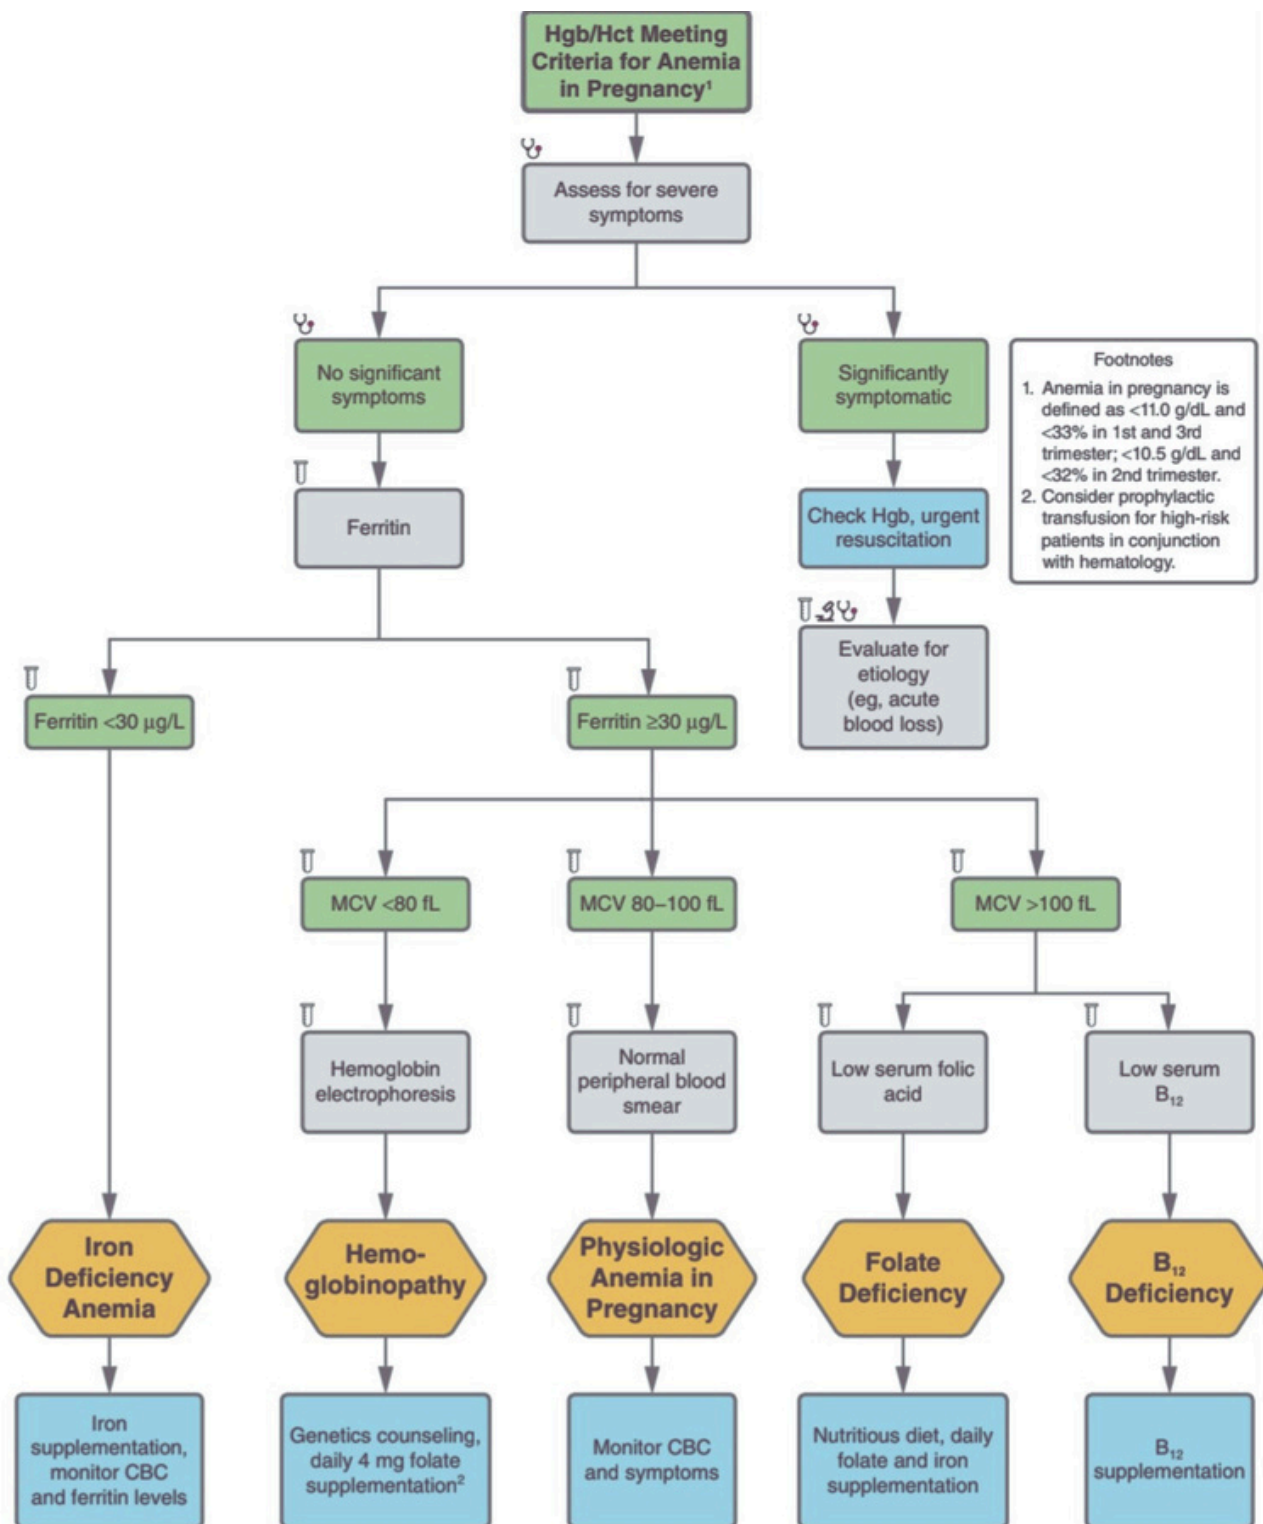 Hgb/Hct Meeting
Criteria for Anemia
in Pregnancy¹
Assess for severe
symptoms
No significant
symptoms
Significantly
symptomatic
Footnotes
1. Anemia in pregnancy is
defined as <11.0 g/dL and
<33% in 1st and 3rd
trimester; <10.5 g/dL and
<32% in 2nd trimester.
2. Consider prophylactic
transfusion for high-risk
patients in conjunction
with hematology.
Ferritin
Check Hgb, urgent
resuscitation
Evaluate for
etiology
(eg, acute
blood loss)
Ferritin <30 µg/L
Ferritin ≥30 µg/L
MCV <80 fL
MCV 80–100 fL
MCV >100 fL
Hemoglobin
electrophoresis
Normal
peripheral blood
smear
Low serum folic
acid
Low serum
B₁₂
Iron
Deficiency
Anemia
Hemo-
globinopathy
Physiologic
Anemia in
Pregnancy
Folate
Deficiency
B₁₂
Deficiency
Iron
supplementation,
monitor CBC
and ferritin levels
Genetics counseling,
daily 4 mg folate
supplementation²
Monitor CBC
and symptoms
Nutritious diet, daily
folate and iron
supplementation
B₁₂
supplementation